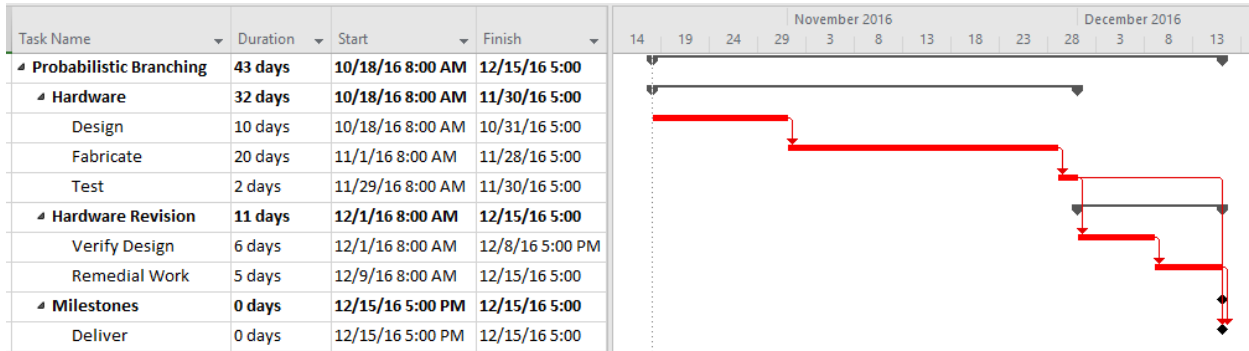 November 2016 December 2016
Task Name Duration Start Finish 14 19 24 29 3 8 13 18 23 28 3 8 13
Probabilistic Branching 43 days 10/18/16 8:00 AM 12/15/16 5:00
Hardware 32 days 10/18/16 8:00 AM 11/30/16 5:00
Design 10 days 10/18/16 8:00 AM 10/31/16 5:00
Fabricate 20 days 11/1/16 8:00 AM 11/28/16 5:00
Test 2 days 11/29/16 8:00 AM 11/30/16 5:00
Hardware Revision 11 days 12/1/16 8:00 AM 12/15/16 5:00
Verify Design 6 days 12/1/16 8:00 AM 12/8/16 5:00 PM
Remedial Work 5 days 12/9/16 8:00 AM 12/15/16 5:00
Milestones 0 days 12/15/16 5:00 PM 12/15/16 5:00
Deliver 0 days 12/15/16 5:00 PM 12/15/16 5:00